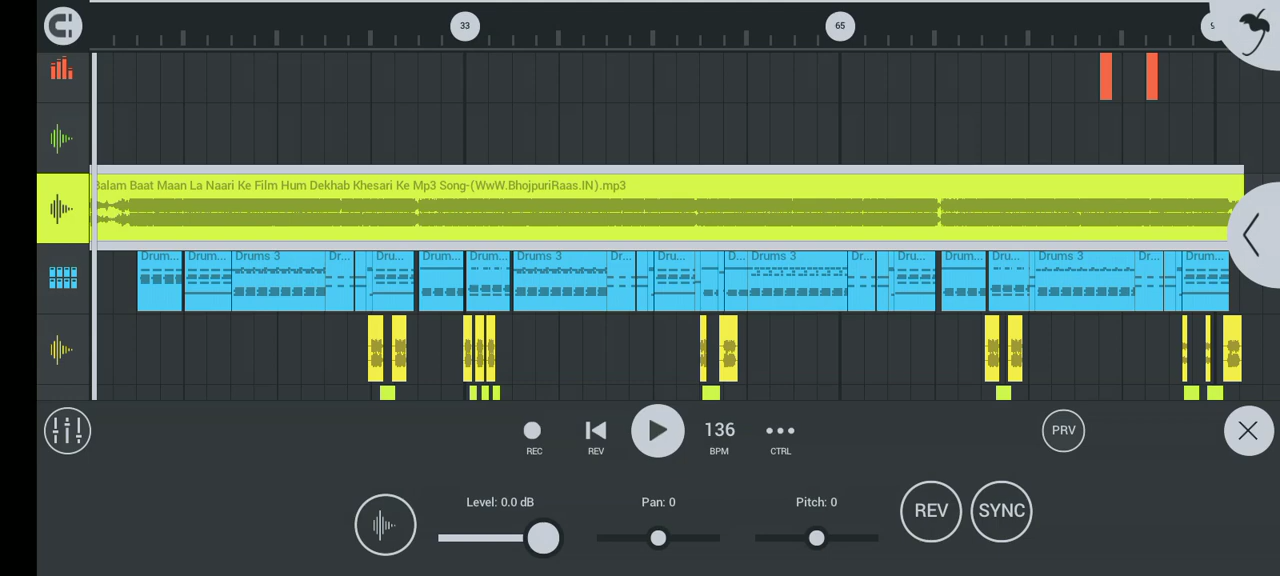 33
65
9
Balam Baat Maan La Naari Ke Film Hum Dekhab Khesari Ke Mp3 Song-(WwW.BhojpuriRaas.IN).mp3
Drum... Drum... Drums 3 Dr... Dru... Drum... Drum... Drums 3 Dr... Drum... D... Drums 3 Dr... Dru... Drum... Dru... Drums 3 Dr... Drum...
136
PRV
REC REV BPM CTRL
Level: 0.0 dB Pan: 0 Pitch: 0
REV SYNC